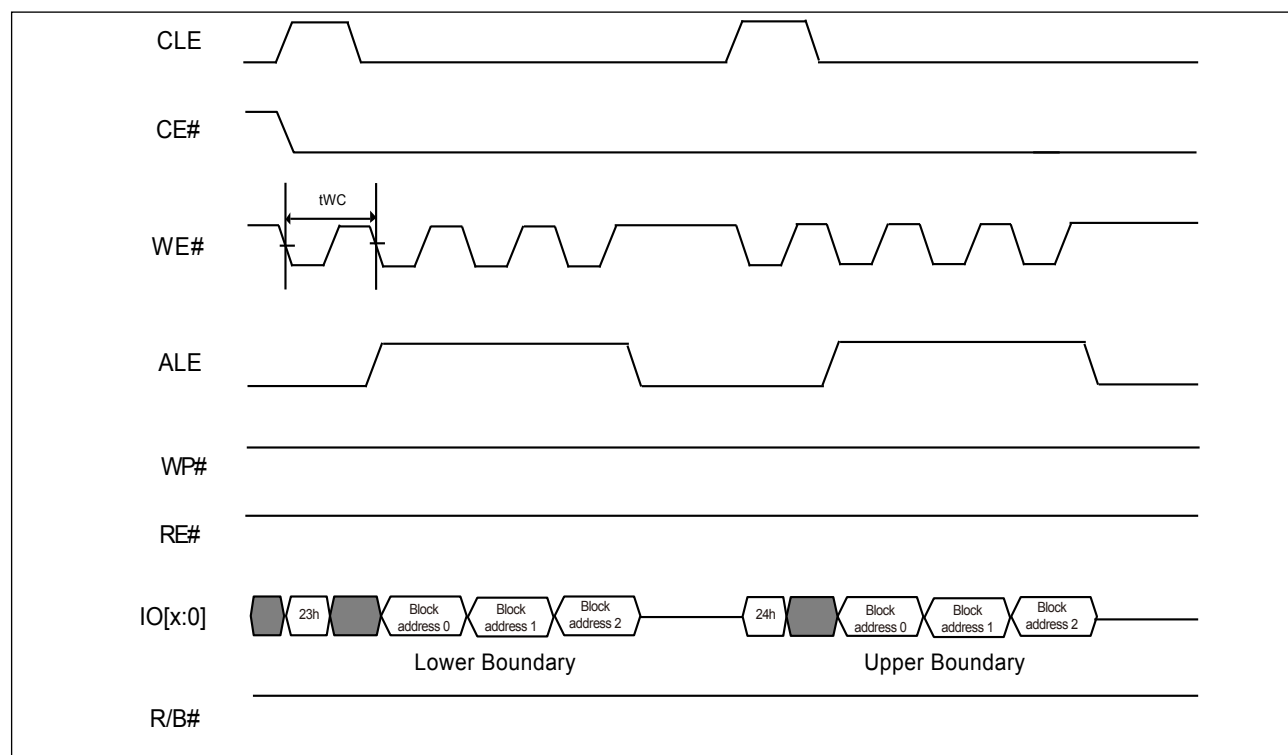 CLE
CE#
tWC
WE#
ALE
WP#
RE#
IO[x:0]
23h
Block
address 0
Block
address 1
Block
address 2
24h
Block
address 0
Block
address 1
Block
address 2
Lower Boundary
Upper Boundary
R/B#